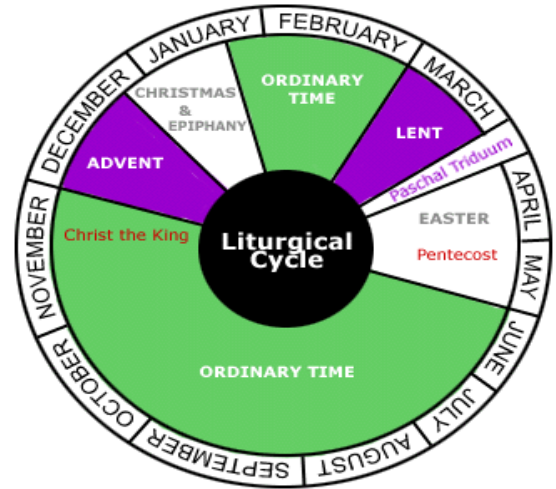 JANUARY
FEBRUARY
MARCH
APRIL
MAY
JUNE
JULY
AUGUST
SEPTEMBER
OCTOBER
NOVEMBER
DECEMBER
CHRISTMAS
&
EPIPHANY
ORDINARY
TIME
LENT
Paschal Triduum
EASTER
Pentecost
ORDINARY TIME
Christ the King
ADVENT
Liturgical
Cycle